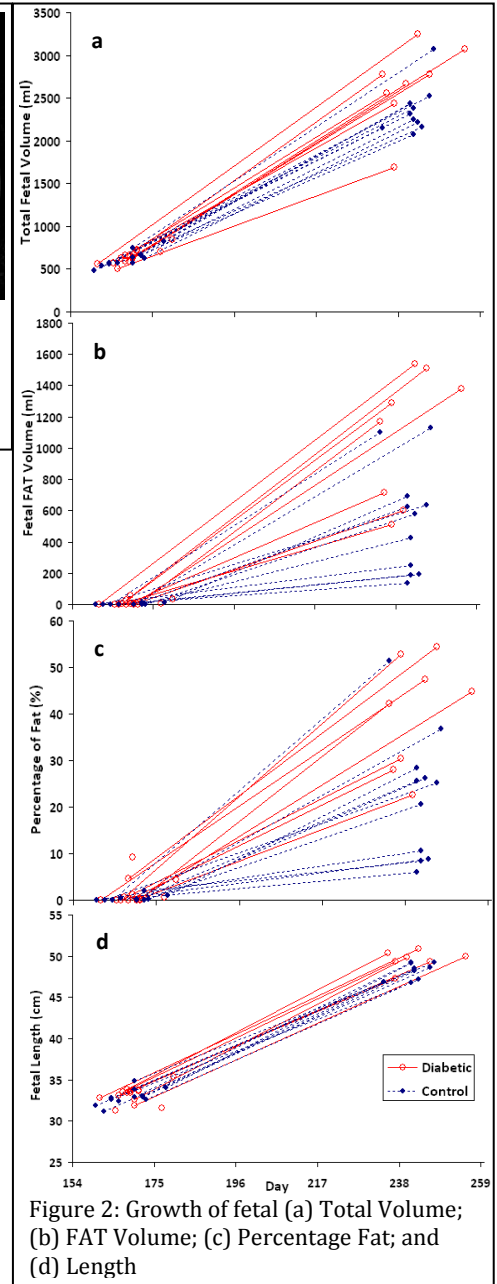 a
Total Fetal Volume (ml)
3500
3000
2500
2000
1500
1000
500
0
b
Fetal FAT Volume (ml)
1800
1600
1400
1200
1000
800
600
400
200
0
c
Percentage of Fat (%)
60
50
40
30
20
10
0
d
Fetal Length (cm)
55
50
45
40
35
30
25
Diabetic
Control
154 175 196 217 238 259
Day
Figure 2: Growth of fetal (a) Total Volume;
(b) FAT Volume; (c) Percentage Fat; and
(d) Length